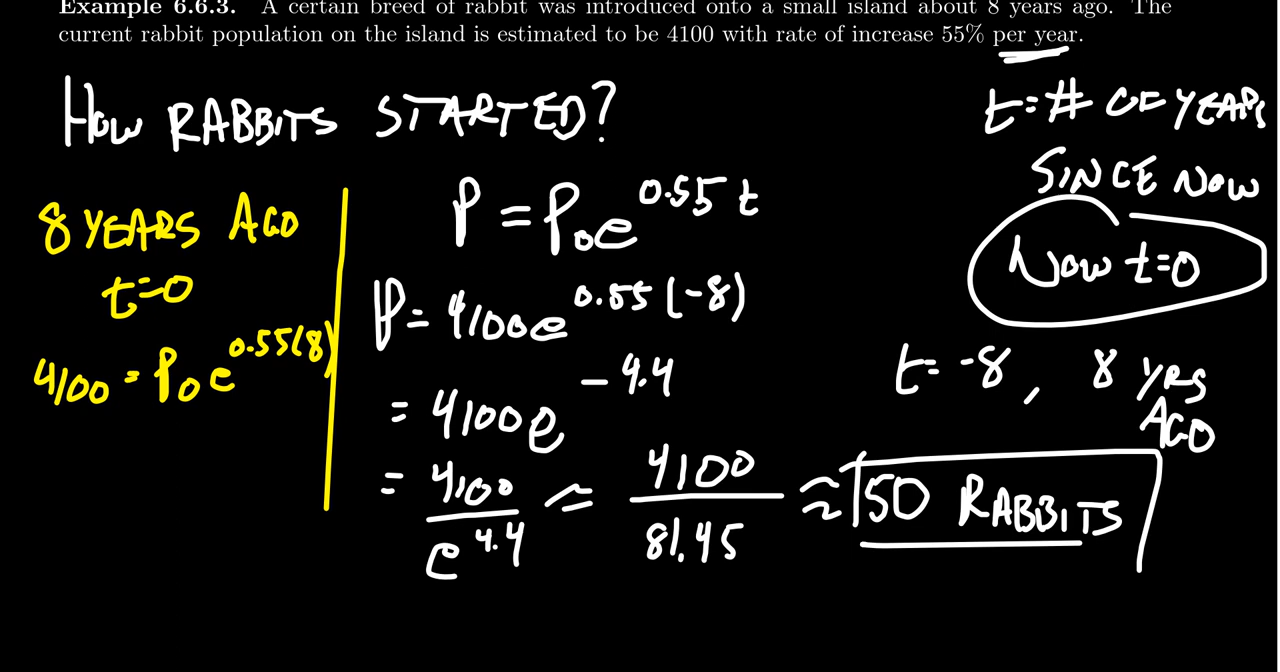 Example 6.6.3. A certain breed of rabbit was introduced onto a small island about 8 years ago. The
current rabbit population on the island is estimated to be 4100 with rate of increase 55% per year.
HOW RABBITS STARTED?
t = # OF YEARS
SINCE NOW
NOW t=0
t = -8, 8 YRS
AGO
8 YEARS AGO
t=0
4100 = P₀e^0.55(8)
P = P₀e^0.55t
P = 4100e^0.55(-8)
= 4100e^-4.4
= 4100/e^4.4 = 4100/81.45 ≈ 50 RABBITS